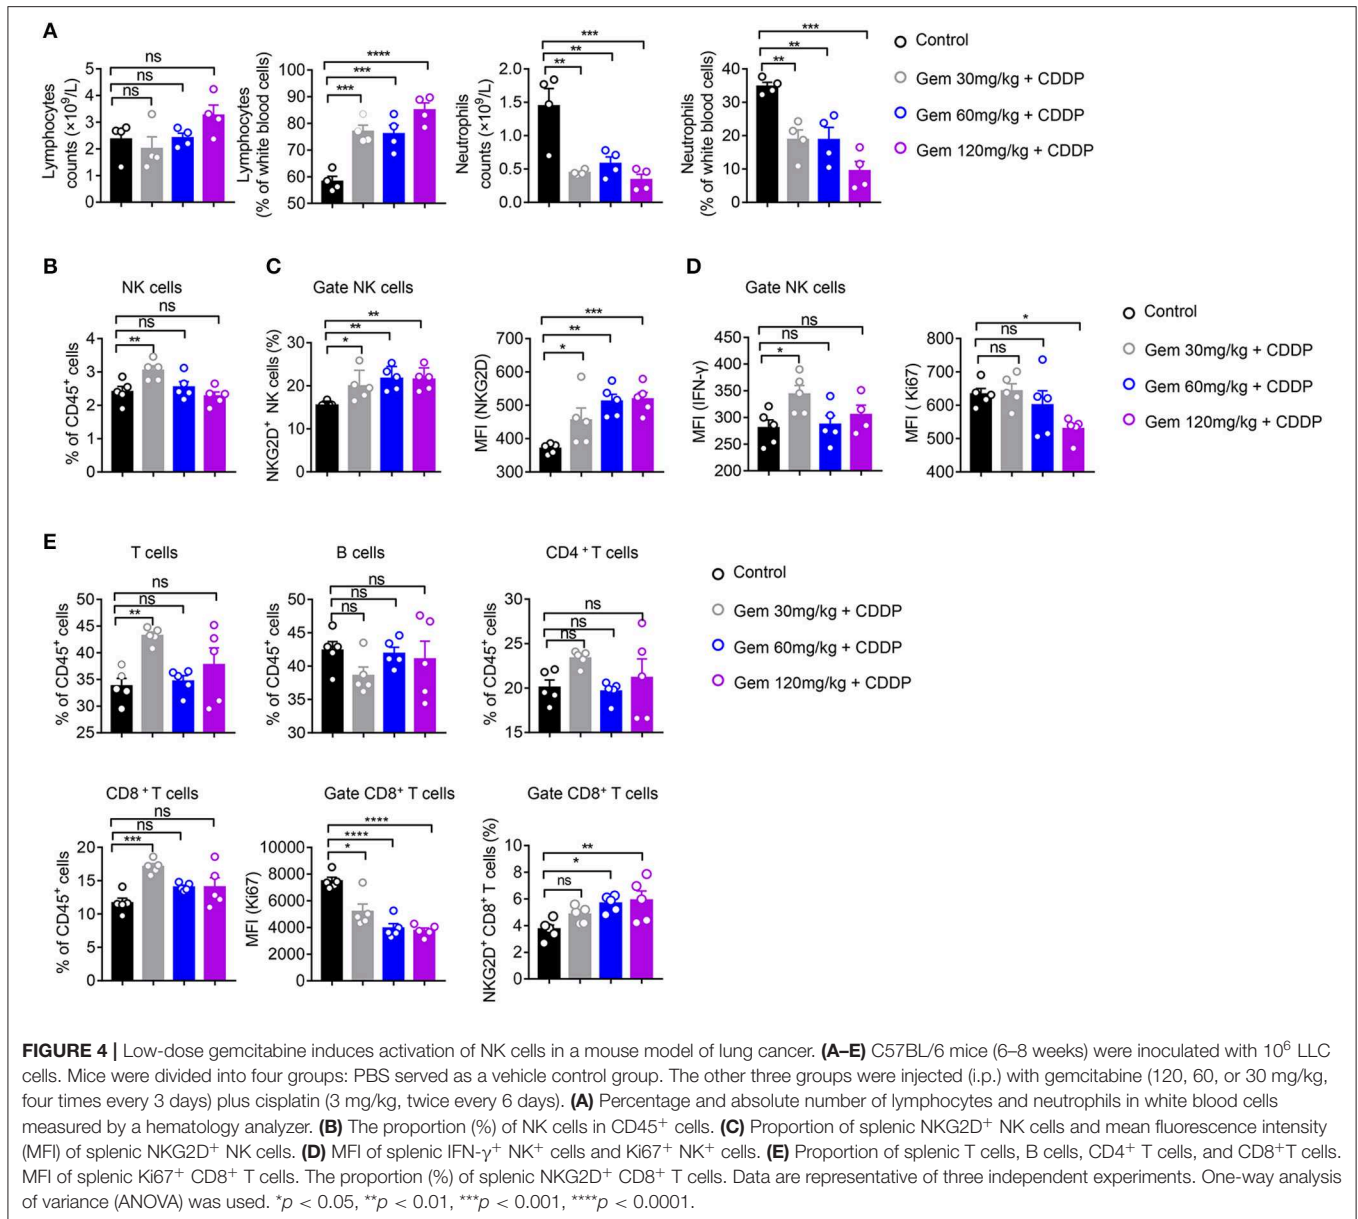 A
Lymphocytes
counts (×10⁹/L)
5
4
3
2
1
0
ns
ns
ns
Lymphocytes
(% of white blood cells)
100
90
80
70
60
50
****
***
***
Neutrophils
counts (×10⁹/L)
2.0
1.5
1.0
0.5
0.0
***
**
**
Neutrophils
(% of white blood cells)
40
30
20
10
0
***
**
**
Control
Gem 30mg/kg + CDDP
Gem 60mg/kg + CDDP
Gem 120mg/kg + CDDP
B
NK cells
% of CD45⁺ cells
4
3
2
1
0
ns
ns
**
C
Gate NK cells
NKG2D⁺ NK cells (%)
30
20
10
0
**
**
*
MFI (NKG2D)
700
600
500
400
300
***
**
*
D
Gate NK cells
MFI (IFN-γ)
450
400
350
300
250
200
ns
ns
*
MFI ( Ki67)
800
700
600
500
400
*
ns
ns
Control
Gem 30mg/kg + CDDP
Gem 60mg/kg + CDDP
Gem 120mg/kg + CDDP
E
T cells
% of CD45⁺ cells
50
45
40
35
30
25
ns
ns
**
B cells
% of CD45⁺ cells
50
45
40
35
30
ns
ns
ns
CD4 ⁺ T cells
% of CD45⁺ cells
30
25
20
15
ns
ns
ns
Control
Gem 30mg/kg + CDDP
Gem 60mg/kg + CDDP
Gem 120mg/kg + CDDP
CD8 ⁺ T cells
% of CD45⁺ cells
20
15
10
5
0
ns
ns
***
Gate CD8⁺ T cells
MFI (Ki67)
10000
8000
6000
4000
2000
0
****
****
*
Gate CD8⁺ T cells
NKG2D⁺ CD8⁺ T cells (%)
10
8
6
4
2
0
**
*
ns
FIGURE 4 | Low-dose gemcitabine induces activation of NK cells in a mouse model of lung cancer. (A–E) C57BL/6 mice (6–8 weeks) were inoculated with 10⁶ LLC
cells. Mice were divided into four groups: PBS served as a vehicle control group. The other three groups were injected (i.p.) with gemcitabine (120, 60, or 30 mg/kg,
four times every 3 days) plus cisplatin (3 mg/kg, twice every 6 days). (A) Percentage and absolute number of lymphocytes and neutrophils in white blood cells
measured by a hematology analyzer. (B) The proportion (%) of NK cells in CD45⁺ cells. (C) Proportion of splenic NKG2D⁺ NK cells and mean fluorescence intensity
(MFI) of splenic NKG2D⁺ NK cells. (D) MFI of splenic IFN-γ⁺ NK⁺ cells and Ki67⁺ NK⁺ cells. (E) Proportion of splenic T cells, B cells, CD4⁺ T cells, and CD8⁺T cells.
MFI of splenic Ki67⁺ CD8⁺ T cells. The proportion (%) of splenic NKG2D⁺ CD8⁺ T cells. Data are representative of three independent experiments. One-way analysis
of variance (ANOVA) was used. *p < 0.05, **p < 0.01, ***p < 0.001, ****p < 0.0001.